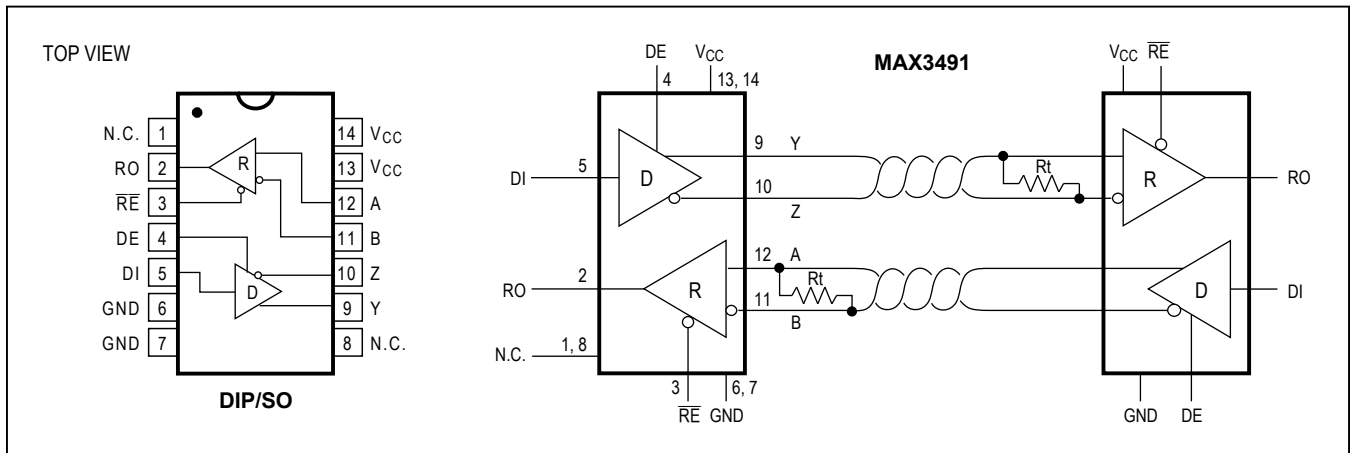 TOP VIEW
N.C. 1
RO 2
RE 3
DE 4
DI 5
GND 6
GND 7
14 VCC
13 VCC
12 A
11 B
10 Z
9 Y
8 N.C.
R
D
DIP/SO
MAX3491
DE
4
VCC
13, 14
DI
5
D
9 Y
10
Z
Rt
RO
2
R
12 A
11
B
Rt
N.C.
1, 8
3
RE
6, 7
GND
VCC
RE
R
RO
D
DI
GND
DE